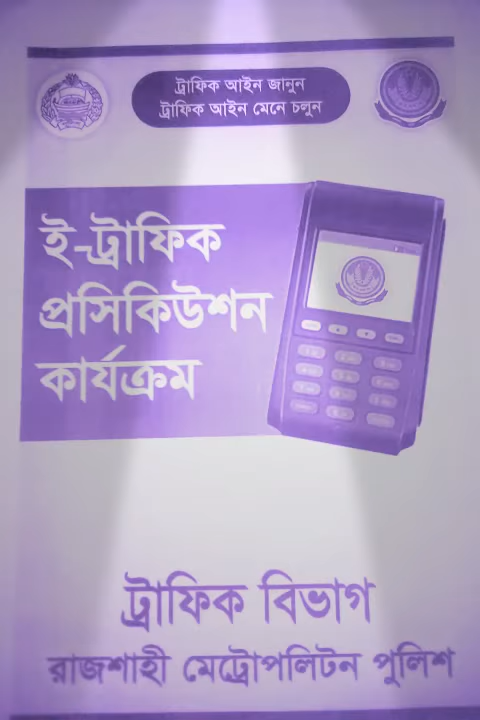 ট্রাফিক আইন জানুন
ট্রাফিক আইন মেনে চলুন
ই-ট্রাফিক
প্রসিকিউশন
কার্যক্রম
ট্রাফিক বিভাগ
রাজশাহী মেট্রোপলিটন পুলিশ